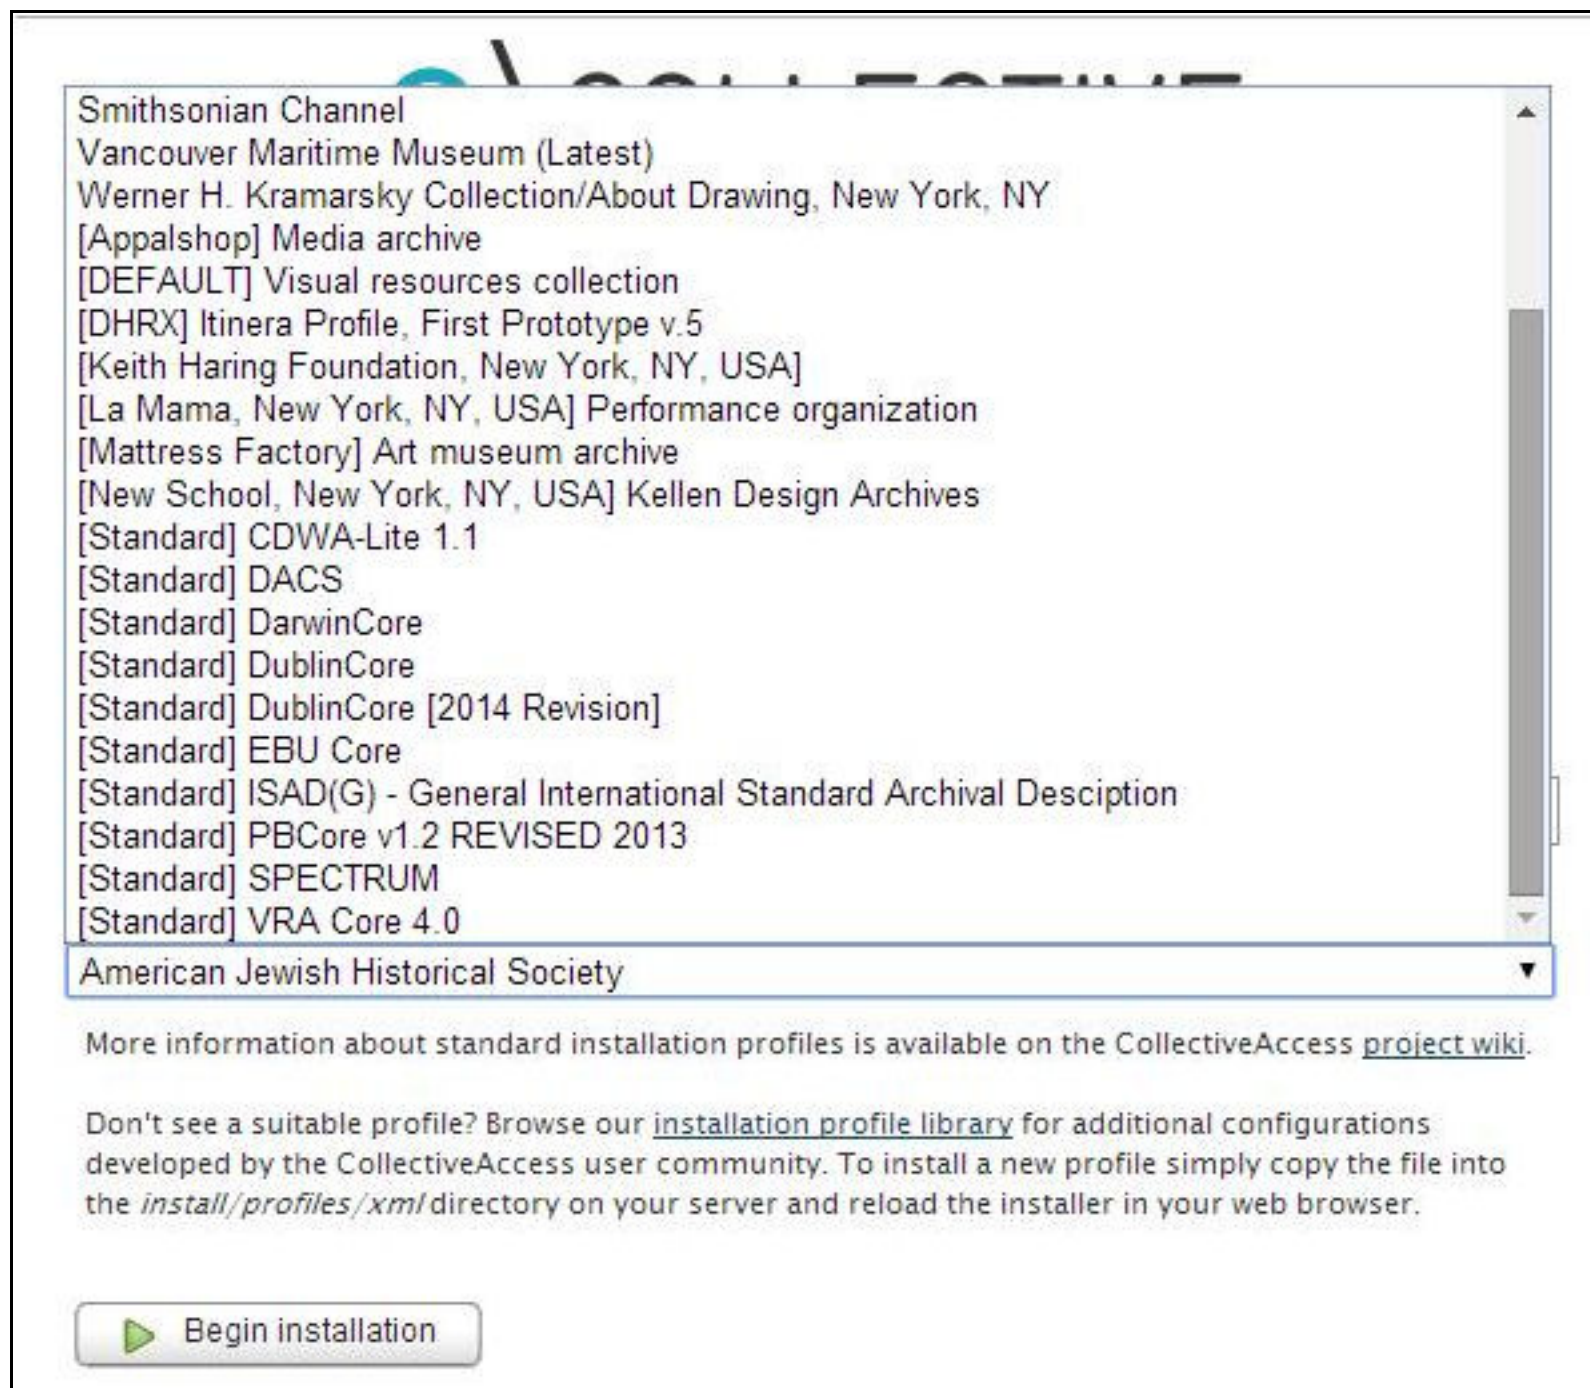 COLLECTIVE
Smithsonian Channel
Vancouver Maritime Museum (Latest)
Werner H. Kramarsky Collection/About Drawing, New York, NY
[Appalshop] Media archive
[DEFAULT] Visual resources collection
[DHRX] Itinera Profile, First Prototype v.5
[Keith Haring Foundation, New York, NY, USA]
[La Mama, New York, NY, USA] Performance organization
[Mattress Factory] Art museum archive
[New School, New York, NY, USA] Kellen Design Archives
[Standard] CDWA-Lite 1.1
[Standard] DACS
[Standard] DarwinCore
[Standard] DublinCore
[Standard] DublinCore [2014 Revision]
[Standard] EBU Core
[Standard] ISAD(G) - General International Standard Archival Desciption
[Standard] PBCore v1.2 REVISED 2013
[Standard] SPECTRUM
[Standard] VRA Core 4.0
American Jewish Historical Society
More information about standard installation profiles is available on the CollectiveAccess project wiki.
Don't see a suitable profile? Browse our installation profile library for additional configurations
developed by the CollectiveAccess user community. To install a new profile simply copy the file into
the install/profiles/xml directory on your server and reload the installer in your web browser.
Begin installation